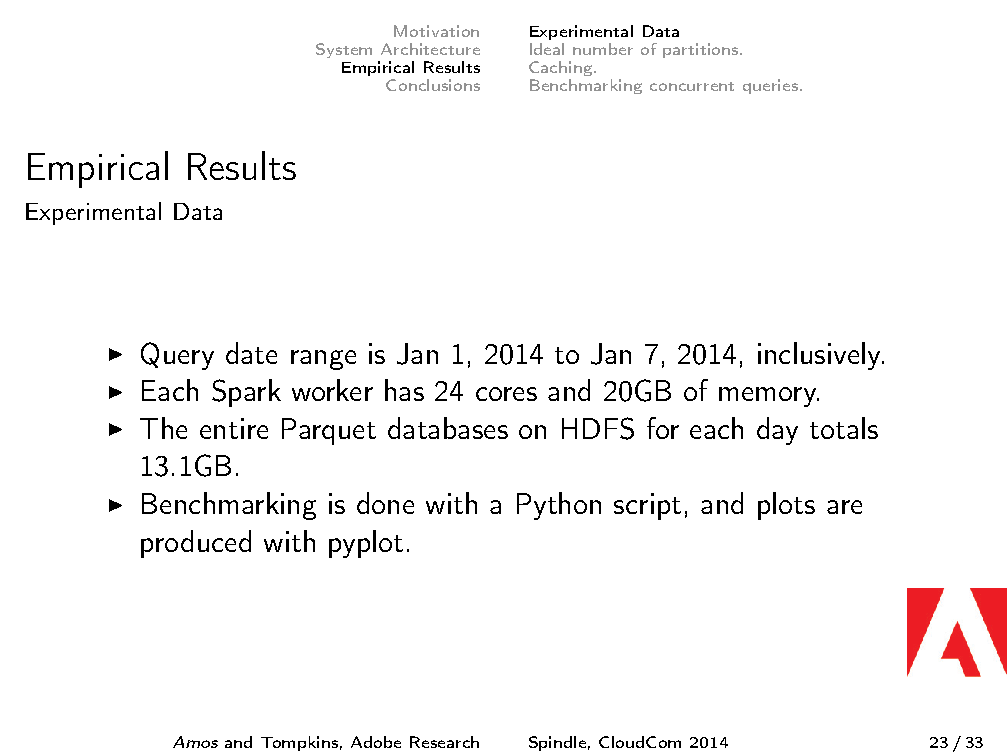 Motivation
System Architecture
Empirical Results
Conclusions
Experimental Data
Ideal number of partitions.
Caching.
Benchmarking concurrent queries.
Empirical Results
Experimental Data
▶ Query date range is Jan 1, 2014 to Jan 7, 2014, inclusively.
▶ Each Spark worker has 24 cores and 20GB of memory.
▶ The entire Parquet databases on HDFS for each day totals
13.1GB.
▶ Benchmarking is done with a Python script, and plots are
produced with pyplot.
Amos and Tompkins, Adobe Research
Spindle, CloudCom 2014
23 / 33